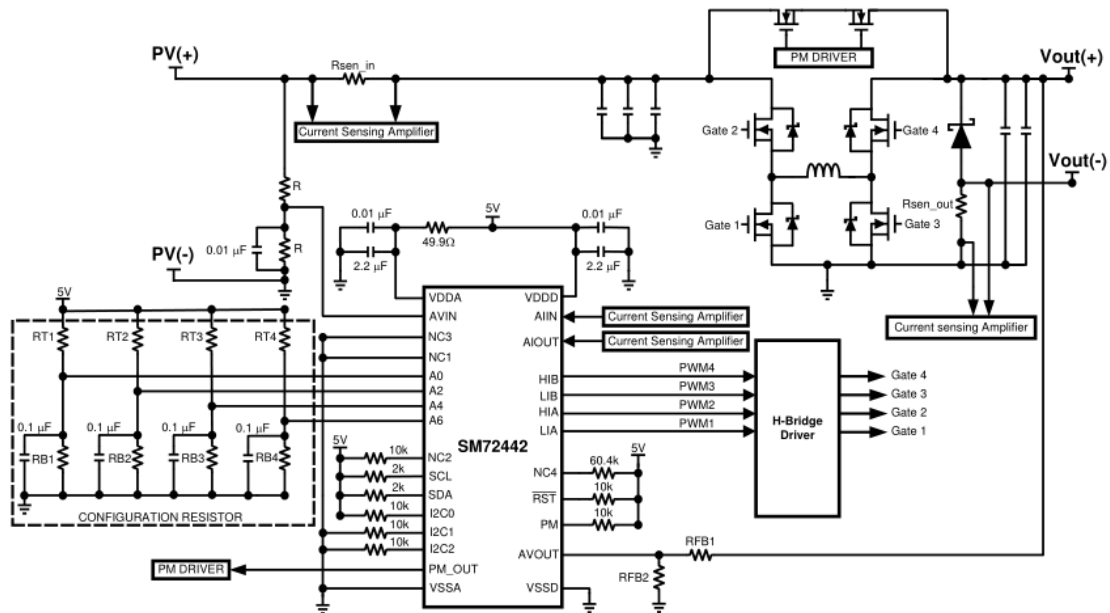 PV(+)
Rsen_in
Current Sensing Amplifier
PM DRIVER
Vout(+)
Gate 2
Gate 4
Vout(-)
Gate 1
Gate 3
Rsen_out
Current sensing Amplifier
R
0.01 µF
R
PV(-)
0.01 µF
49.9Ω
5V
0.01 µF
2.2 µF
2.2 µF
5V
RT1
RT2
RT3
RT4
0.1 µF
0.1 µF
0.1 µF
0.1 µF
RB1
RB2
RB3
RB4
CONFIGURATION RESISTOR
VDDA
AVIN
NC3
NC1
A0
A2
A4
A6
NC2
SCL
SDA
I2C0
I2C1
I2C2
PM_OUT
VSSA
SM72442
VDDD
AIIN
AIOUT
HIB
LIB
HIA
LIA
NC4
RST
PM
AVOUT
VSSD
5V
10k
2k
2k
10k
10k
10k
PM DRIVER
Current Sensing Amplifier
Current Sensing Amplifier
PWM4
PWM3
PWM2
PWM1
H-Bridge
Driver
Gate 4
Gate 3
Gate 2
Gate 1
5V
60.4k
10k
10k
RFB1
RFB2